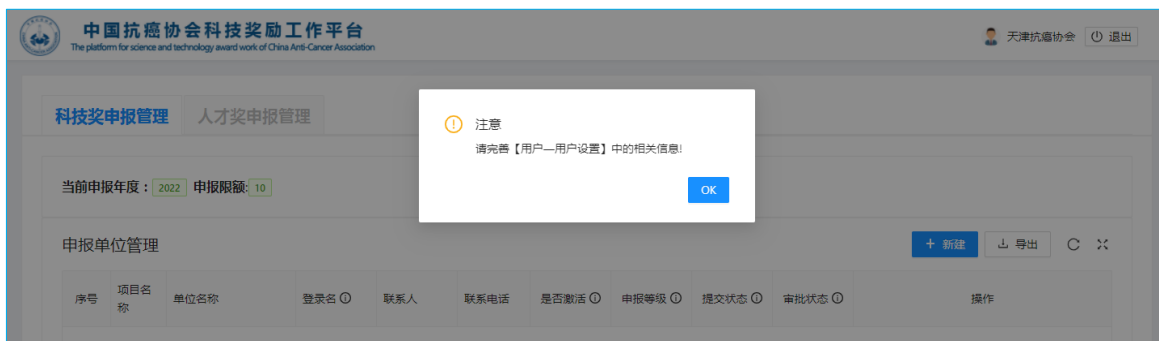 中国抗癌协会科技奖励工作平台
The platform for science and technology award work of China Anti-Cancer Association
天津抗癌协会 退出
科技奖申报管理 人才奖申报管理
注意
请完善【用户—用户设置】中的相关信息!
OK
当前申报年度： 2022 申报限额: 10
申报单位管理
+ 新建 导出
序号 项目名称 单位名称 登录名 联系人 联系电话 是否激活 申报等级 提交状态 审批状态 操作